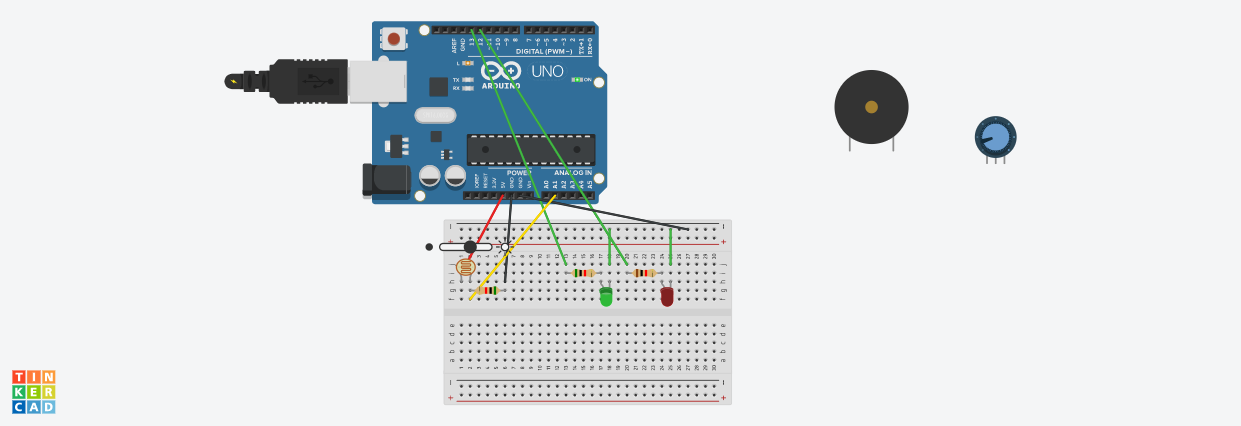 AREF
GND
13
12
~11
~10
~9
8
7
~6
~5
4
~3
2
TX→1
RX←0
DIGITAL (PWM~)
L
TX
RX
UNO
ARDUINO
ON
POWER
ANALOG IN
IOREF
RESET
3.3V
5V
GND
GND
Vin
A0
A1
A2
A3
A4
A5
j
i
h
g
f
e
d
c
b
a
TIN
KER
CAD